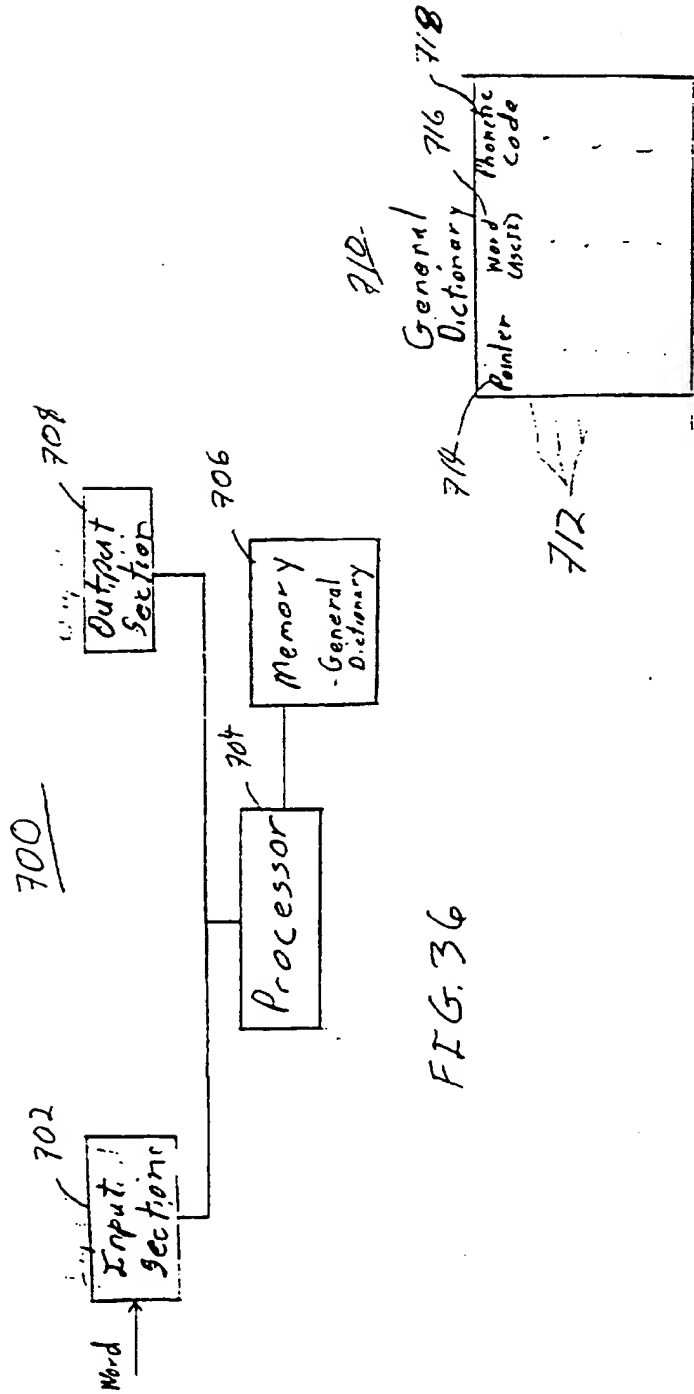 700
Word
702
Input
Sections
708
Output
Section
704
Processor
706
Memory
- General
Dictionary
FIG. 36
710
General
Dictionary
714
716
718
Pointer
Word
(ASCII)
Phonetic
Code
712